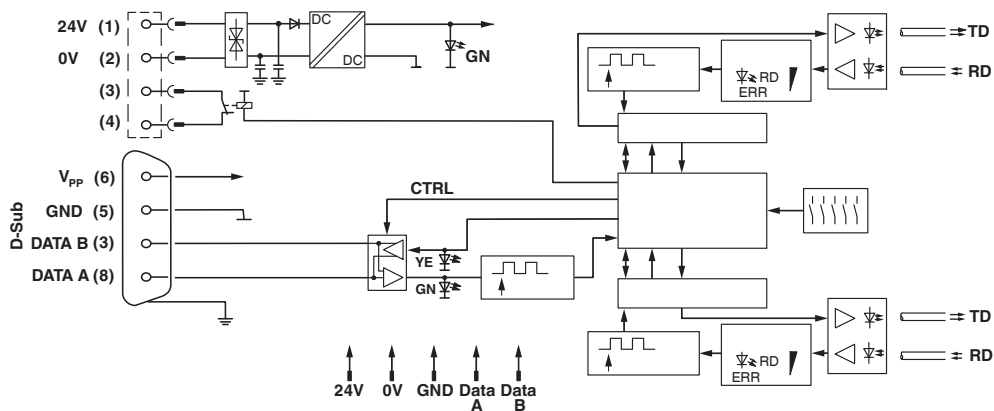 24V (1)
0V (2)
(3)
(4)
DC
DC
GN
D-Sub
VPP (6)
GND (5)
DATA B (3)
DATA A (8)
CTRL
YE
GN
RD
ERR
TD
RD
RD
ERR
TD
RD
24V 0V GND Data Data
A B